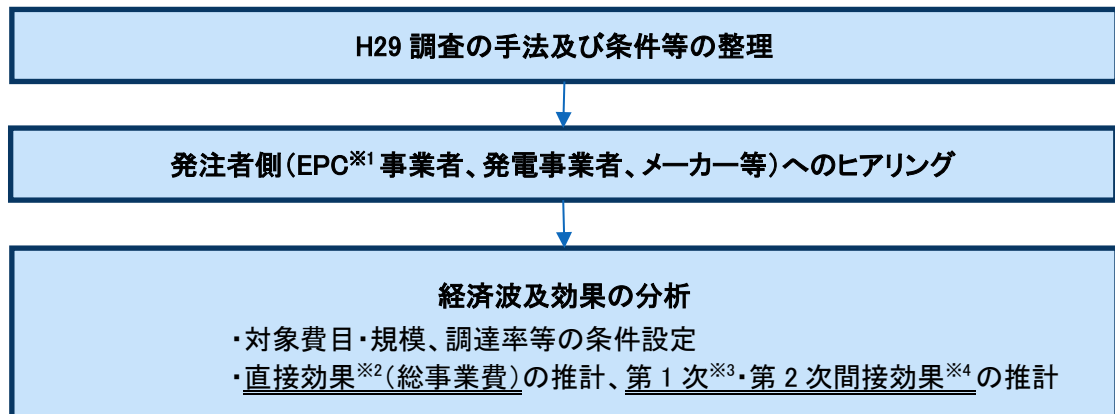 H29 調査の手法及び条件等の整理
発注者側(EPC※1 事業者、発電事業者、メーカー等)へのヒアリング
経済波及効果の分析
・対象費目・規模、調達率等の条件設定
・直接効果※2(総事業費)の推計、第 1 次※3・第 2 次間接効果※4 の推計